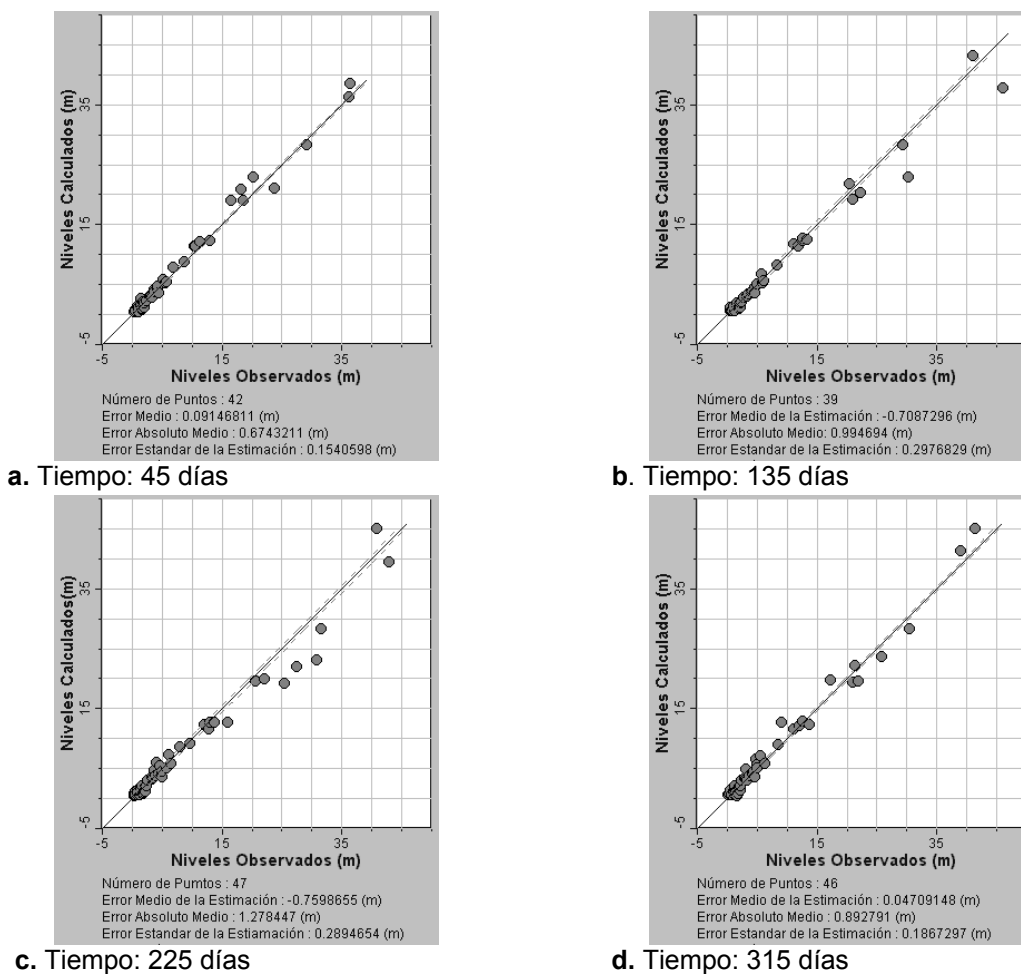 Niveles Calculados (m)
35
15
-5
-5
15
35
Niveles Observados (m)
Número de Puntos : 42
Error Medio : 0.09146811 (m)
Error Absoluto Medio : 0.6743211 (m)
Error Estandar de la Estimación : 0.1540598 (m)
a. Tiempo: 45 días
Niveles Calculados (m)
35
15
-5
-5
15
35
Niveles Observados (m)
Número de Puntos : 39
Error Medio de la Estimación : -0.7087296 (m)
Error Absoluto Medio: 0.994694 (m)
Error Estandar de la Estimación : 0.2976829 (m)
b. Tiempo: 135 días
Niveles Calculados(m)
35
15
-5
-5
15
35
Niveles Observados (m)
Número de Pumtos : 47
Error Medio de la Estimación : -0.7598655 (m)
Error Absoluto Medio : 1.278447 (m)
Error Estandar de la Estiamación : 0.2894654 (m)
c. Tiempo: 225 días
Niveles Calculados (m)
35
15
-5
-5
15
35
Niveles Observados (m)
Número de Puntos : 46
Error Medio de la Estimación : 0.04709148 (m)
Error Absoluto Medio : 0.892791 (m)
Error Estandar de la Estimación : 0.1867297 (m)
d. Tiempo: 315 días